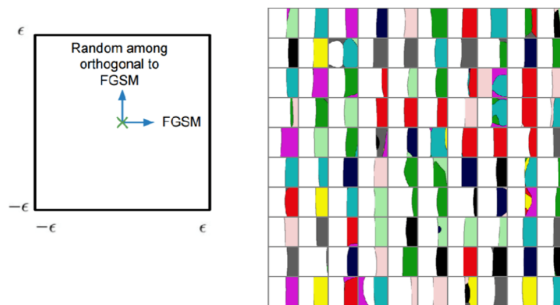 ϵ
Random among
orthogonal to
FGSM
FGSM
−ϵ
−ϵ
ϵ